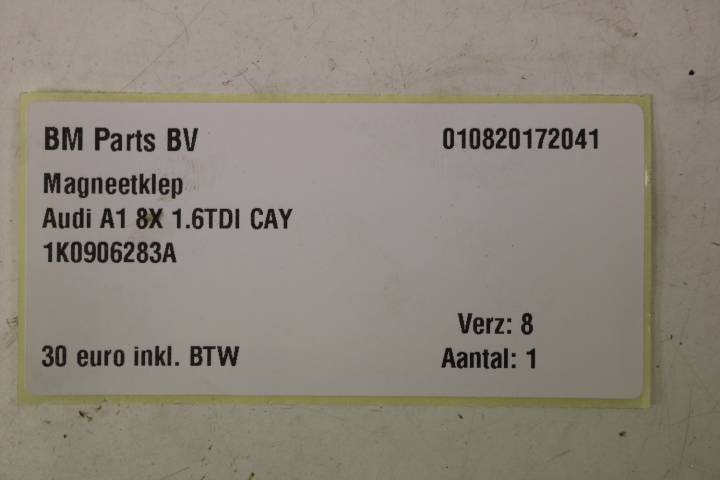 BM Parts BV 010820172041
Magneetklep
Audi A1 8X 1.6TDI CAY
1K0906283A
Verz: 8
30 euro inkl. BTW Aantal: 1